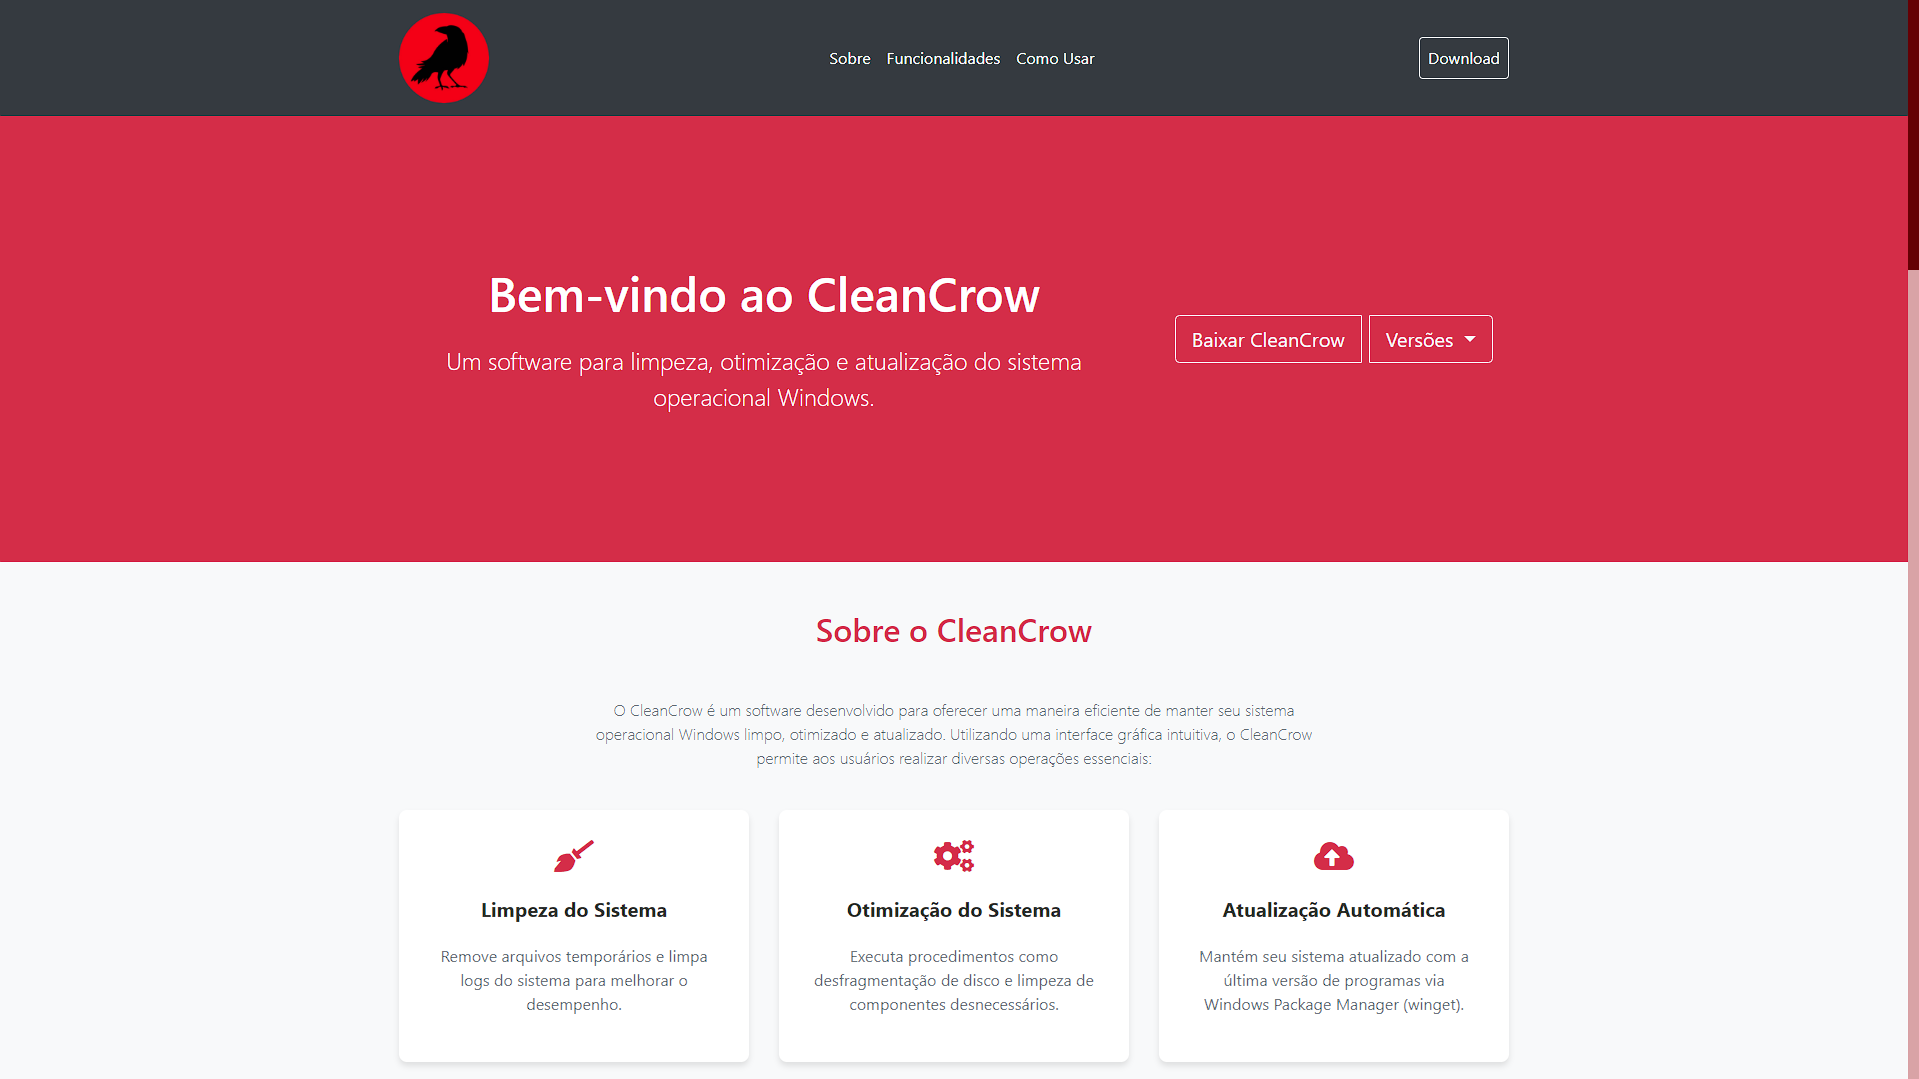 Sobre Funcionalidades Como Usar Download
Bem-vindo ao CleanCrow
Um software para limpeza, otimização e atualização do sistema
operacional Windows.
Baixar CleanCrow Versões
Sobre o CleanCrow
O CleanCrow é um software desenvolvido para oferecer uma maneira eficiente de manter seu sistema
operacional Windows limpo, otimizado e atualizado. Utilizando uma interface gráfica intuitiva, o CleanCrow
permite aos usuários realizar diversas operações essenciais:
Limpeza do Sistema
Remove arquivos temporários e limpa
logs do sistema para melhorar o
desempenho.
Otimização do Sistema
Executa procedimentos como
desfragmentação de disco e limpeza de
componentes desnecessários.
Atualização Automática
Mantém seu sistema atualizado com a
última versão de programas via
Windows Package Manager (winget).